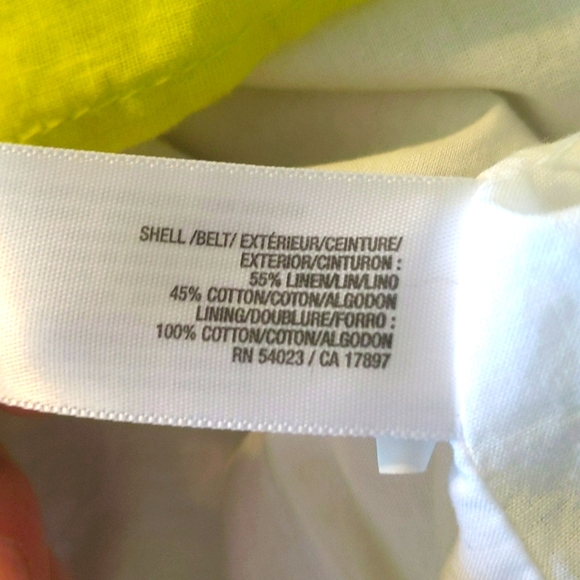 SHELL /BELT/ EXTÉRIEUR/CEINTURE/
EXTERIOR/CINTURON :
55% LINEN/LIN/LINO
45% COTTON/COTON/ALGODON
LINING/DOUBLURE/FORRO :
100% COTTON/COTON/ALGODON
RN 54023 / CA 17897